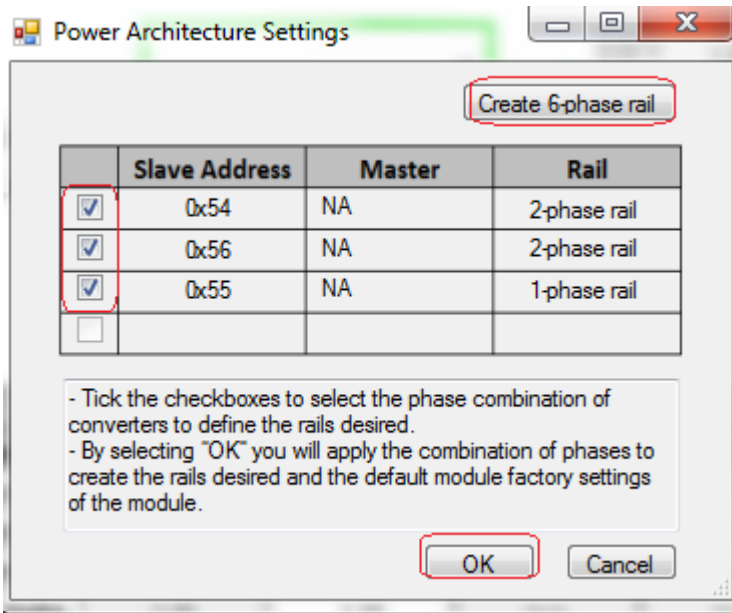 Power Architecture Settings
Create 6-phase rail
Slave Address Master Rail
0x54 NA 2-phase rail
0x56 NA 2-phase rail
0x55 NA 1-phase rail
- Tick the checkboxes to select the phase combination of
converters to define the rails desired.
- By selecting "OK" you will apply the combination of phases to
create the rails desired and the default module factory settings
of the module.
OK Cancel